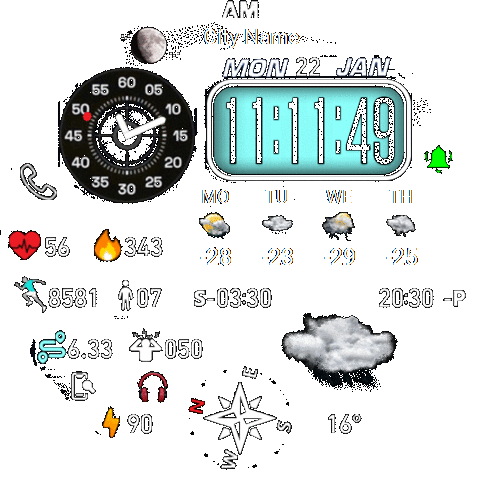 AM
City Name
MON 22 JAN
60
55 05
50 10
45 15
40 20
35 25
30
11:11:49
MO TU WE TH
-28 -23 -29 -25
56 343
8581 07 S-03:30 20:30 -P
6.33 050
90
N E S W
16°